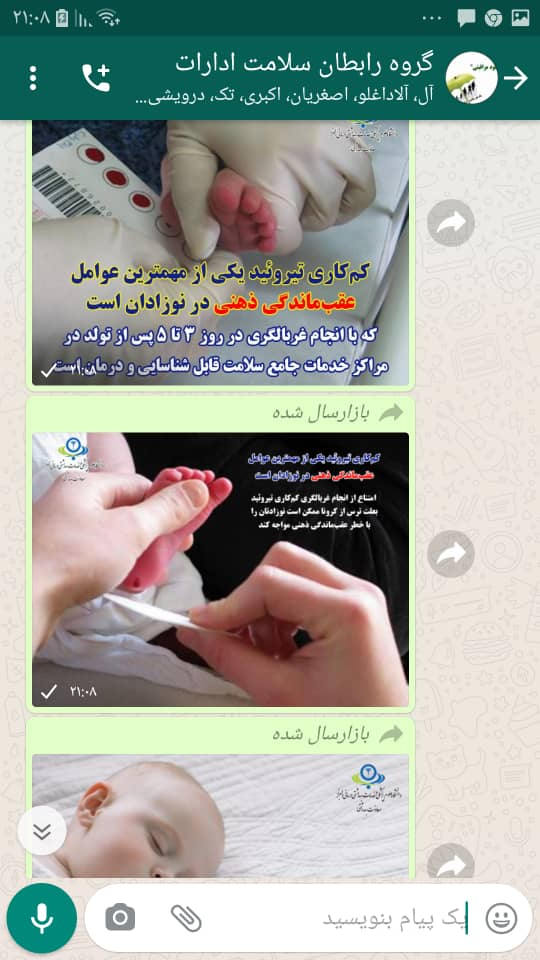 ۲۱:۰۸
گروه رابطان سلامت ادارات
آل، آلاداغلو، اصغریان، اکبری، تک، درویشی...
کم‌کاری تیروئید یکی از مهمترین عوامل
عقب‌ماندگی ذهنی در نوزادان است
که با انجام غربالگری در روز ۳ تا ۵ پس از تولد در
مراکز خدمات جامع سلامت قابل شناسایی و درمان است
۲۱:۰۸
بازارسال شده
کم‌کاری تیروئید یکی از مهمترین عوامل
عقب‌ماندگی ذهنی در نوزادان است
امتناع از انجام غربالگری کم‌کاری تیروئید
بعلت ترس از کرونا ممکن است نوزادتان را
با خطر عقب‌ماندگی ذهنی مواجه کند
۲۱:۰۸
بازارسال شده
یک پیام بنویسید